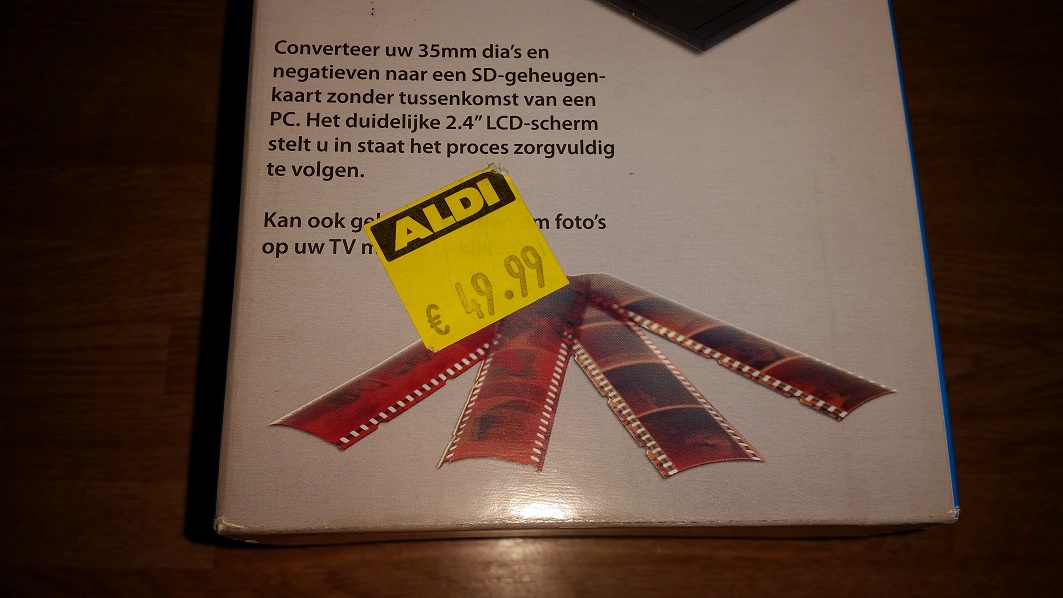 Converteer uw 35mm dia's en
negatieven naar een SD-geheugen-
kaart zonder tussenkomst van een
PC. Het duidelijke 2.4" LCD-scherm
stelt u in staat het proces zorgvuldig
te volgen.
Kan ook foto's
op uw TV
ALDI
€ 49.99